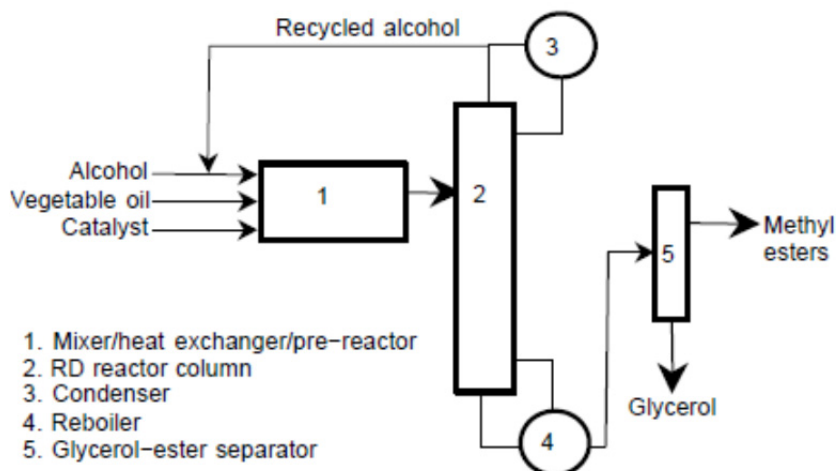 Recycled alcohol
3
Alcohol
Vegetable oil
Catalyst
1
2
5
Methyl
esters
1. Mixer/heat exchanger/pre−reactor
2. RD reactor column
3. Condenser
4. Reboiler
5. Glycerol−ester separator
4
Glycerol